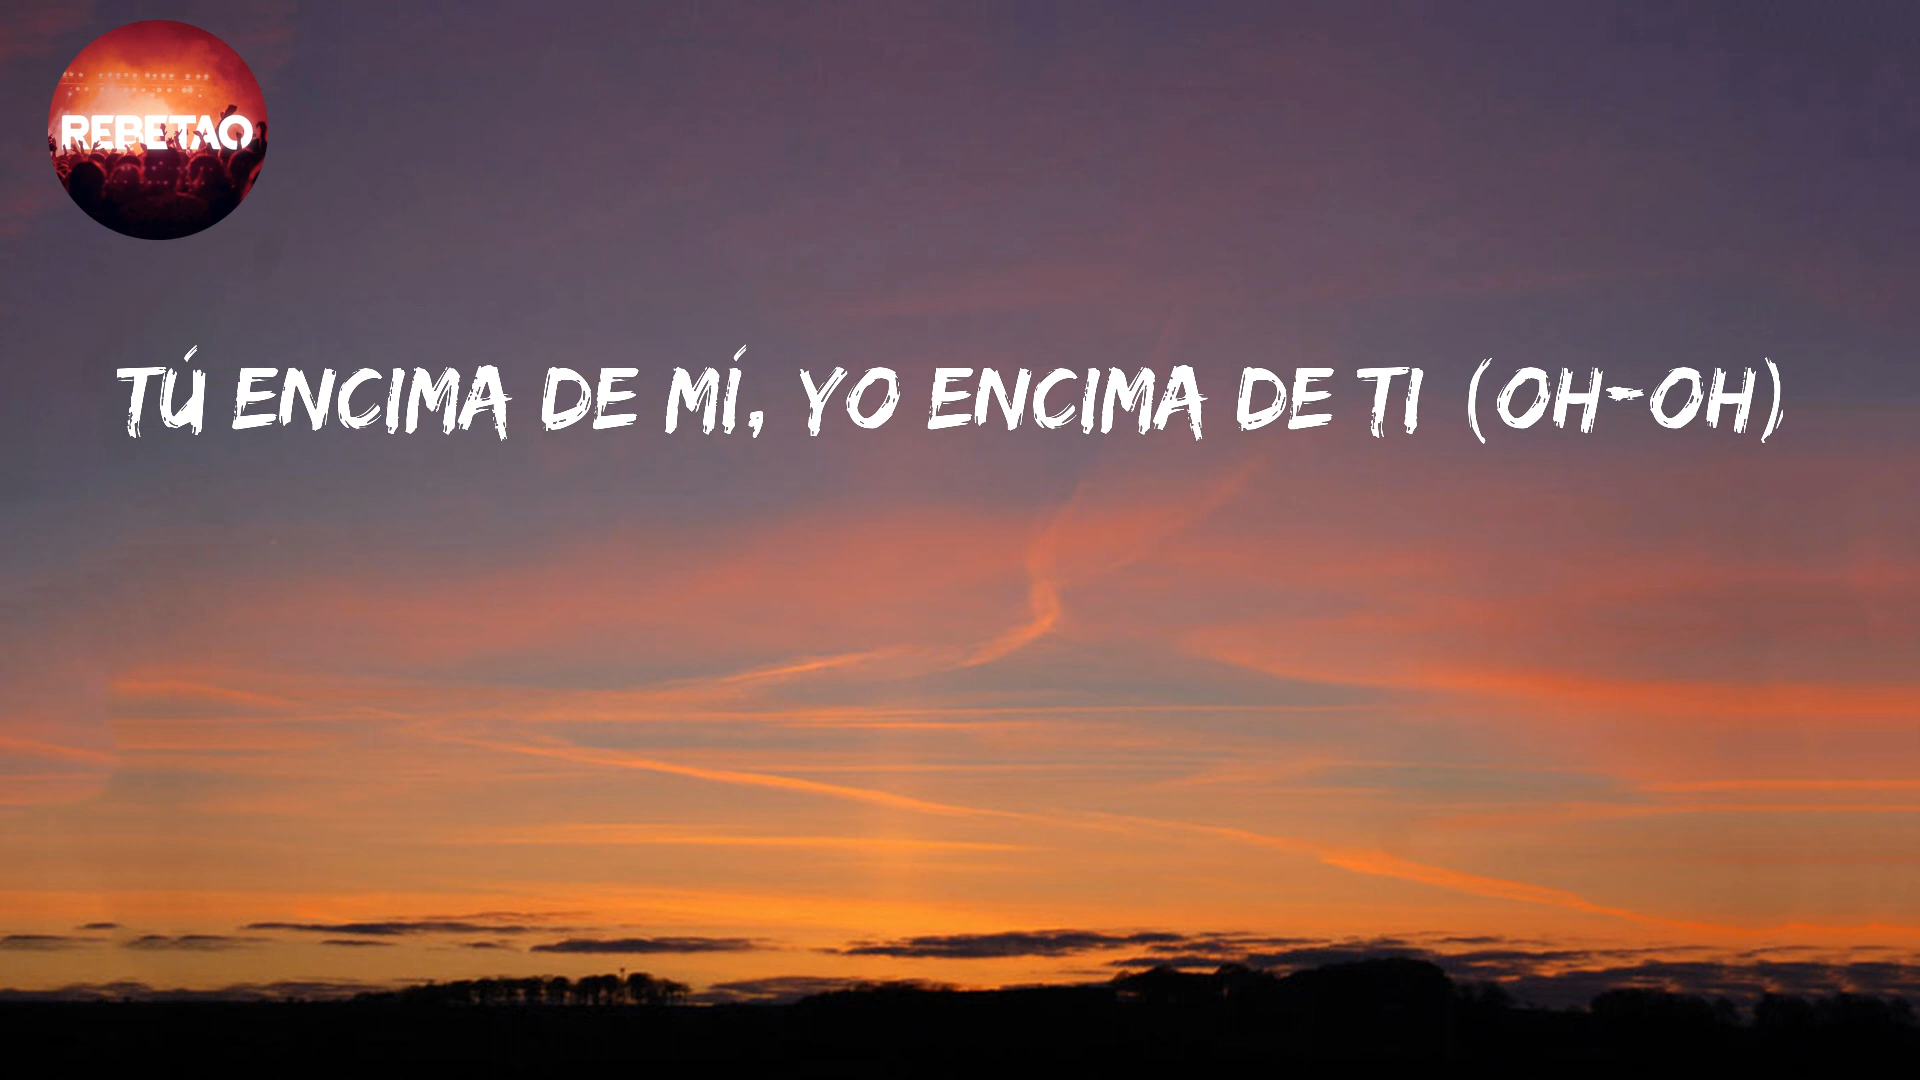 REBETAO
TÚ ENCIMA DE MÍ, YO ENCIMA DE TI (OH-OH)